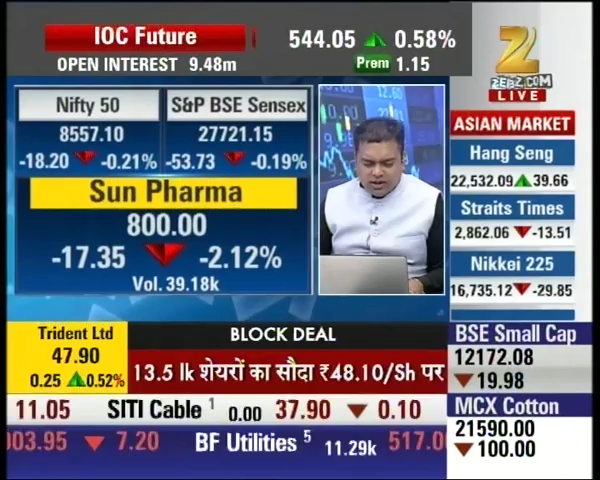 IOC Future
544.05 0.58%
OPEN INTEREST 9.48m
Prem 1.15
Z
ZEEBIZ.COM
LIVE
Nifty 50
8557.10
-18.20 -0.21%
S&P BSE Sensex
27721.15
-53.73 -0.19%
Sun Pharma
800.00
-17.35 -2.12%
Vol. 39.18k
ASIAN MARKET
Hang Seng
22,532.09 39.66
Straits Times
2,862.06 -13.51
Nikkei 225
16,735.12 -29.85
Trident Ltd
47.90
0.25 0.52%
BLOCK DEAL
13.5 lk शेयरों का सौदा ₹48.10/Sh पर
BSE Small Cap
12172.08
19.98
MCX Cotton
21590.00
100.00
11.05 SITI Cable 1 0.00 37.90 0.10
003.95 7.20 BF Utilities 5 11.29k 517.0